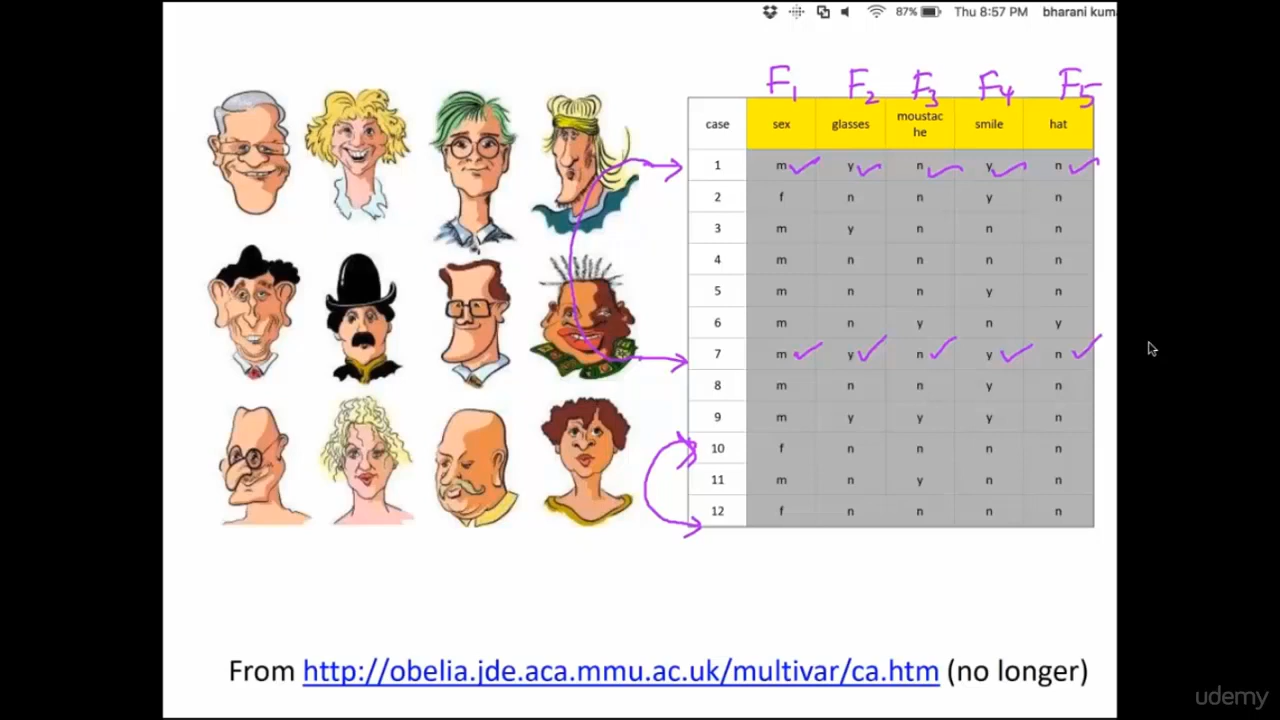 87% Thu 8:57 PM bharani kum
F1 F2 F3 F4 F5
case sex glasses moustac he smile hat
1 m y n y n
2 f n n y n
3 m y n n n
4 m n n n n
5 m n n y n
6 m n y n y
7 m y n y n
8 m n n y n
9 m y y y n
10 f n n n n
11 m n y n n
12 f n n n n
From http://obelia.jde.aca.mmu.ac.uk/multivar/ca.htm (no longer)
udemy